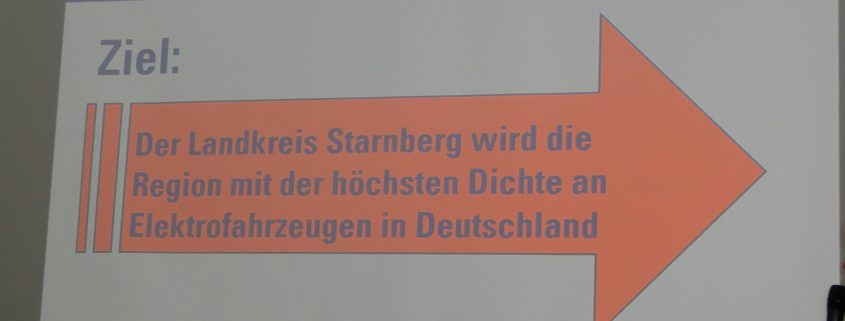 Ziel:
Der Landkreis Starnberg wird die
Region mit der höchsten Dichte an
Elektrofahrzeugen in Deutschland